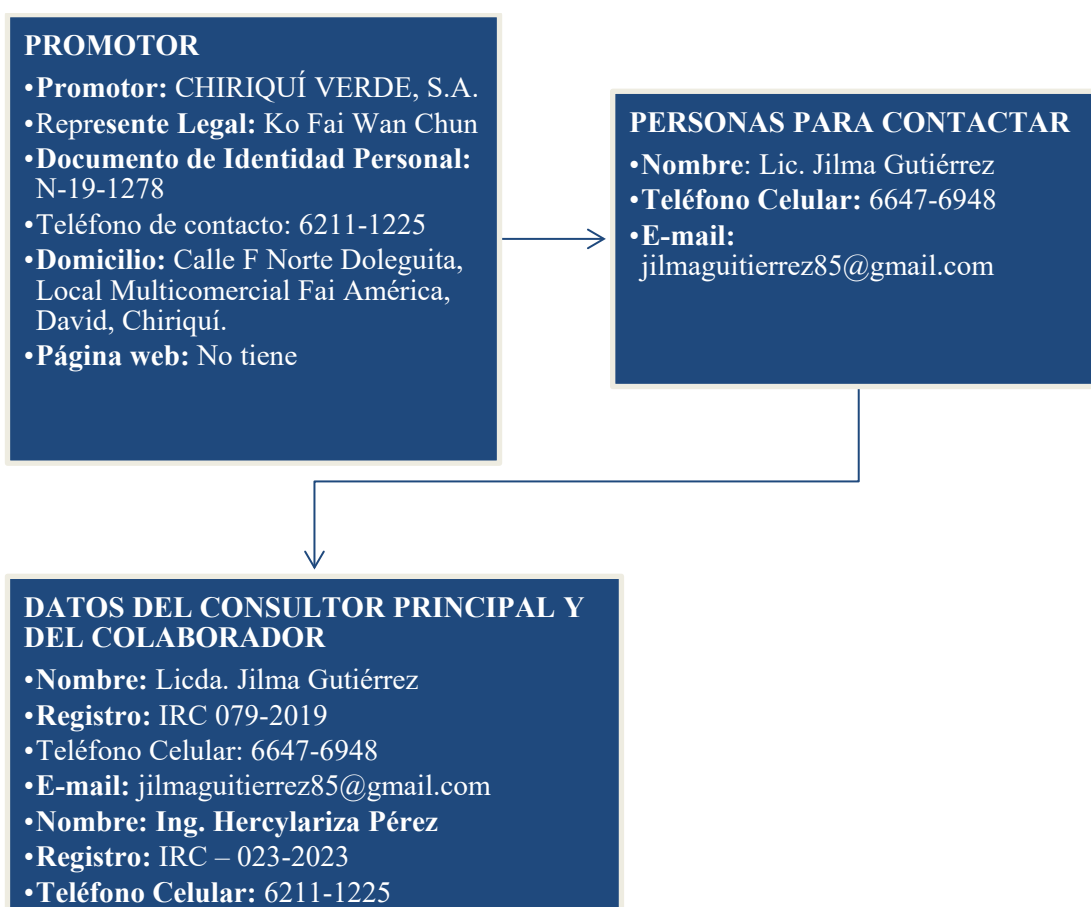 PROMOTOR
•Promotor: CHIRIQUÍ VERDE, S.A.
•Represente Legal: Ko Fai Wan Chun
•Documento de Identidad Personal:
N-19-1278
•Teléfono de contacto: 6211-1225
•Domicilio: Calle F Norte Doleguita,
Local Multicomercial Fai América,
David, Chiriquí.
•Página web: No tiene
PERSONAS PARA CONTACTAR
•Nombre: Lic. Jilma Gutiérrez
•Teléfono Celular: 6647-6948
•E-mail:
jilmaguitierrez85@gmail.com
DATOS DEL CONSULTOR PRINCIPAL Y
DEL COLABORADOR
•Nombre: Licda. Jilma Gutiérrez
•Registro: IRC 079-2019
•Teléfono Celular: 6647-6948
•E-mail: jilmaguitierrez85@gmail.com
•Nombre: Ing. Hercylariza Pérez
•Registro: IRC – 023-2023
•Teléfono Celular: 6211-1225